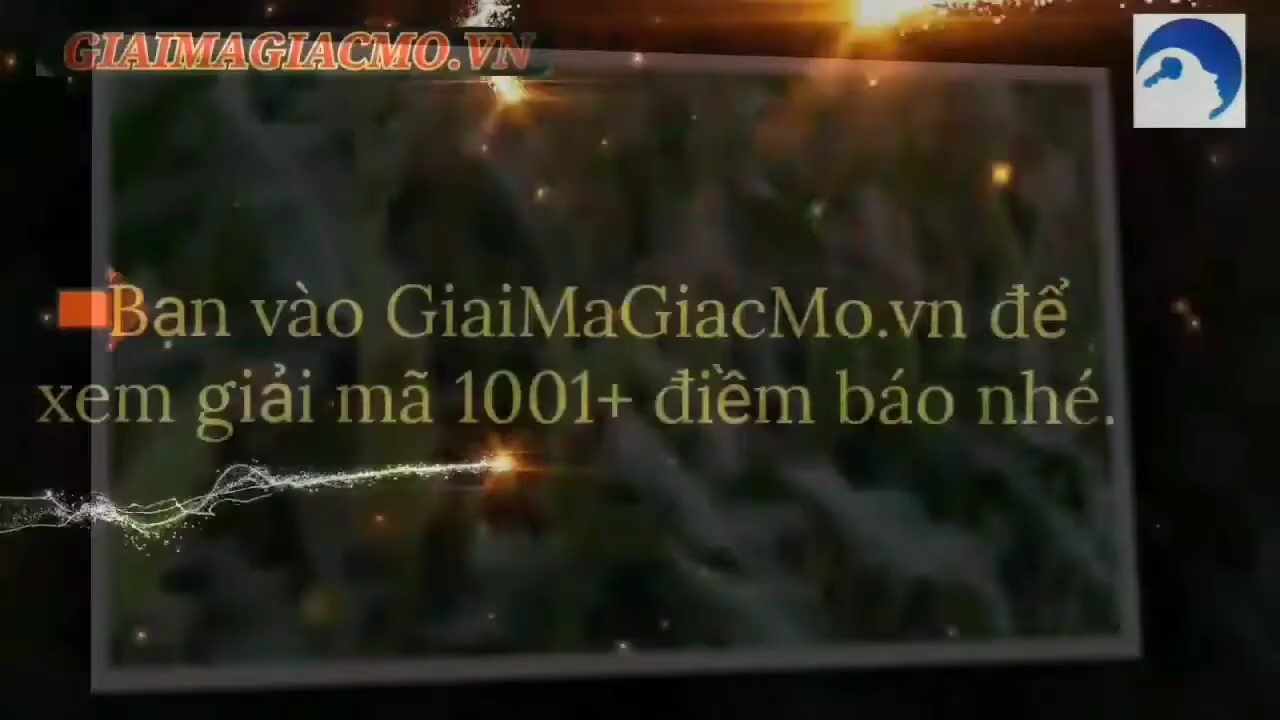 GIAIMAGIACMO.VN
Bạn vào GiaiMaGiacMo.vn để
xem giải mã 1001+ điềm báo nhé.